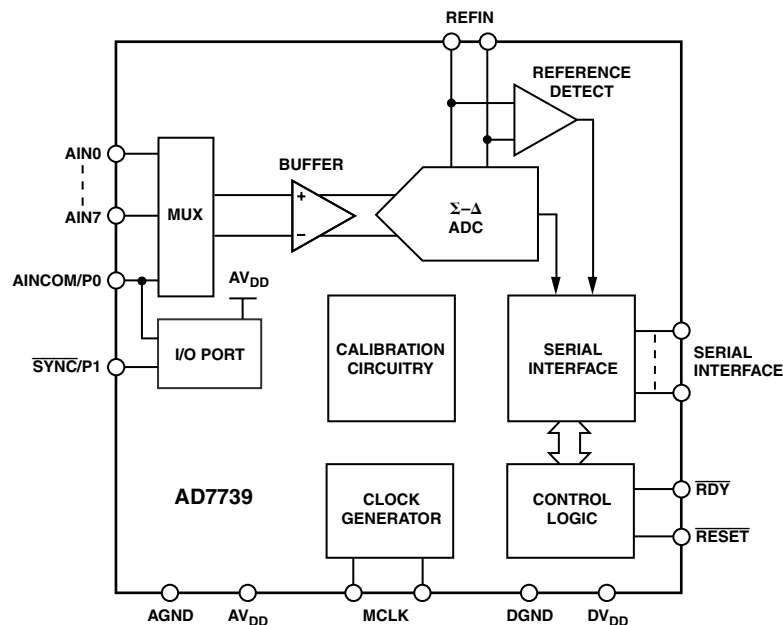 REFIN
REFERENCE
DETECT
AIN0
BUFFER
+
MUX
Σ–Δ
ADC
AIN7
–
AINCOM/P0
AVDD
I/O PORT
CALIBRATION
CIRCUITRY
SERIAL
INTERFACE
SERIAL
INTERFACE
SYNC/P1
AD7739
CLOCK
GENERATOR
CONTROL
LOGIC
RDY
RESET
AGND
AVDD
MCLK
DGND
DVDD